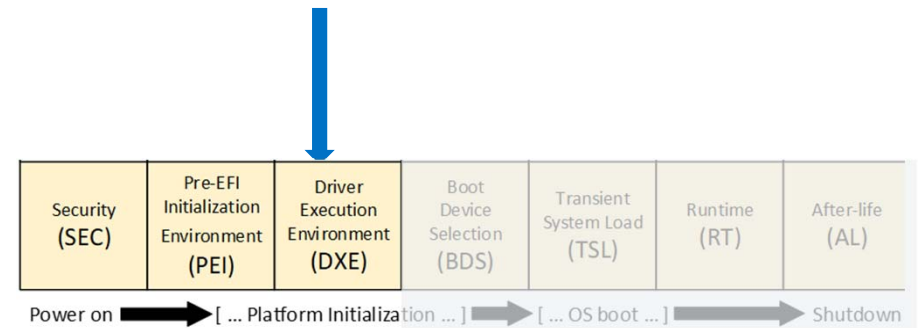 Security
(SEC)
Pre-EFI
Initialization
Environment
(PEI)
Driver
Execution
Environment
(DXE)
Boot
Device
Selection
(BDS)
Transient
System Load
(TSL)
Runtime
(RT)
After-life
(AL)
Power on [ ... Platform Initialization ... ] [ ... OS boot ... ] Shutdown